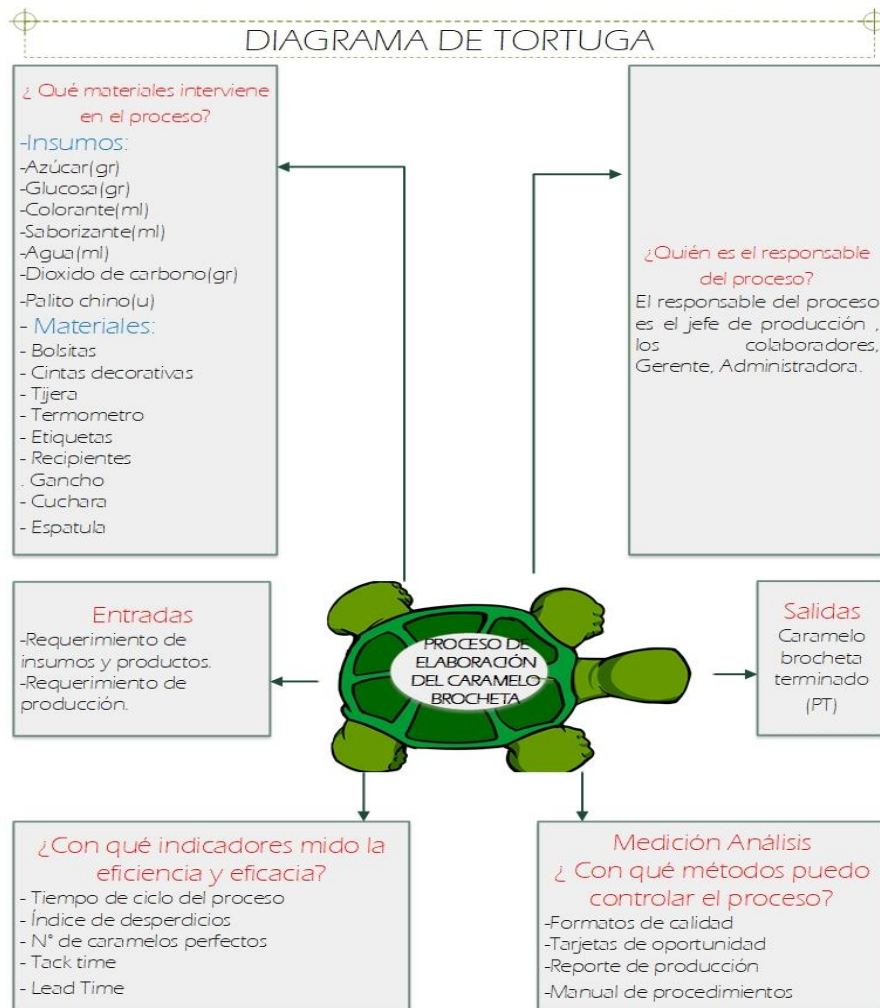 DIAGRAMA DE TORTUGA
¿ Qué materiales interviene
en el proceso?
-Insumos:
-Azúcar(gr)
-Glucosa(gr)
-Colorante(ml)
-Saborizante(ml)
-Agua(ml)
-Dioxido de carbono(gr)
-Palito chino(u)
- Materiales:
- Bolsitas
- Cintas decorativas
- Tijera
- Termometro
- Etiquetas
- Recipientes
. Gancho
- Cuchara
- Espatula
¿Quién es el responsable
del proceso?
El responsable del proceso
es el jefe de producción ,
los colaboradores,
Gerente, Administradora.
Entradas
-Requerimiento de
insumos y productos.
-Requerimiento de
producción.
PROCESO DE
ELABORACIÓN
DEL CARAMELO
BROCHETA
Salidas
Caramelo
brocheta
terminado
(PT)
¿Con qué indicadores mido la
eficiencia y eficacia?
- Tiempo de ciclo del proceso
- Índice de desperdicios
- N° de caramelos perfectos
- Tack time
- Lead Time
Medición Análisis
¿ Con qué métodos puedo
controlar el proceso?
-Formatos de calidad
-Tarjetas de oportunidad
-Reporte de producción
-Manual de procedimientos